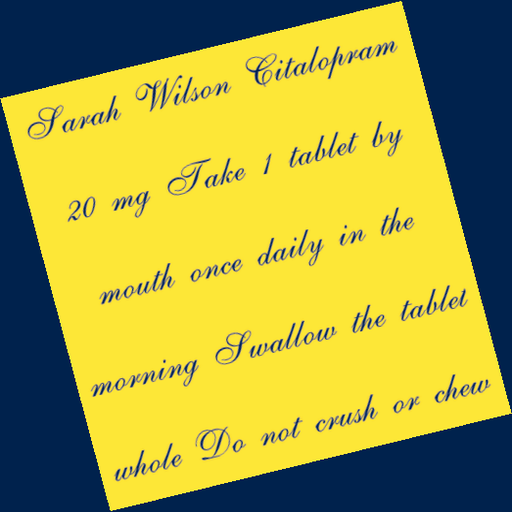 Sarah Wilson Citalopram
20 mg Take 1 tablet by
mouth once daily in the
morning Swallow the tablet
whole Do not crush or chew